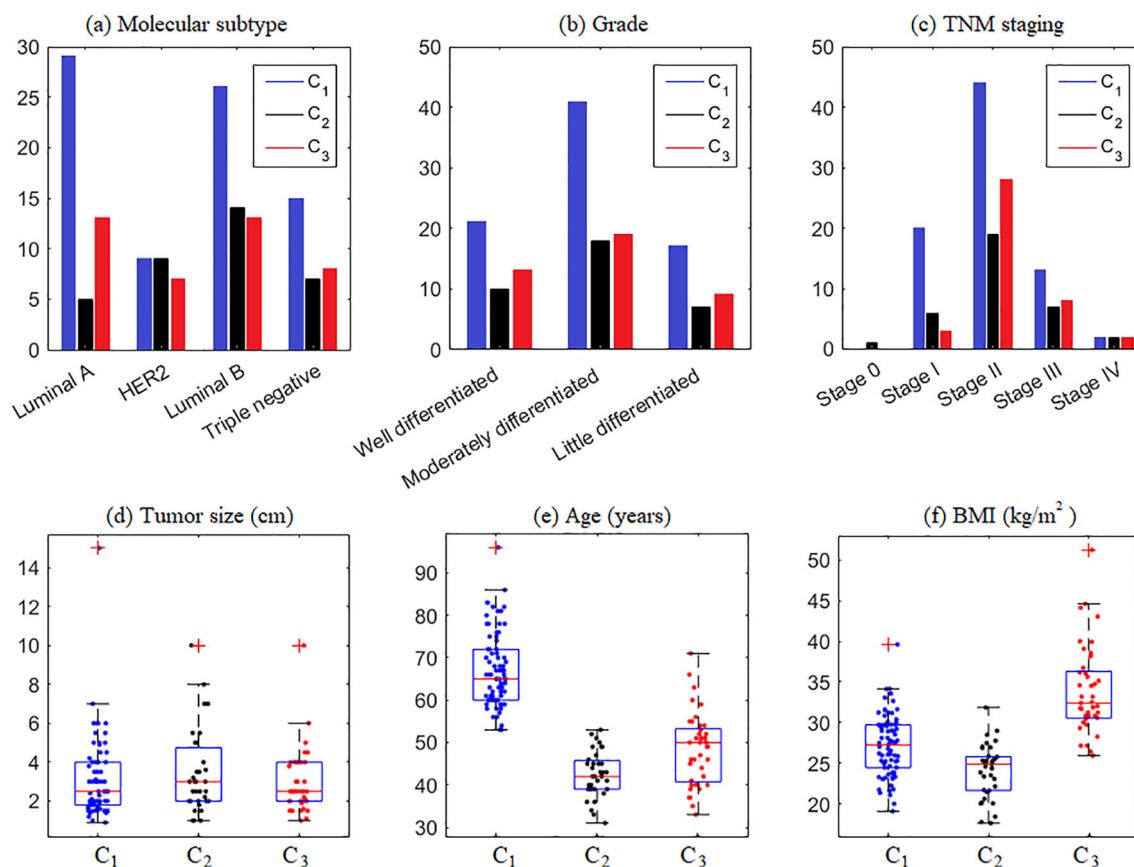 (a) Molecular subtype
30
25
20
15
10
5
0
C1
C2
C3
Luminal A
HER2
Luminal B
Triple negative
(b) Grade
50
40
30
20
10
0
C1
C2
C3
Well differentiated
Moderately differentiated
Little differentiated
(c) TNM staging
50
40
30
20
10
0
C1
C2
C3
Stage 0
Stage I
Stage II
Stage III
Stage IV
(d) Tumor size (cm)
14
12
10
8
6
4
2
C1 C2 C3
(e) Age (years)
90
80
70
60
50
40
30
C1 C2 C3
(f) BMI (kg/m²)
50
45
40
35
30
25
20
C1 C2 C3